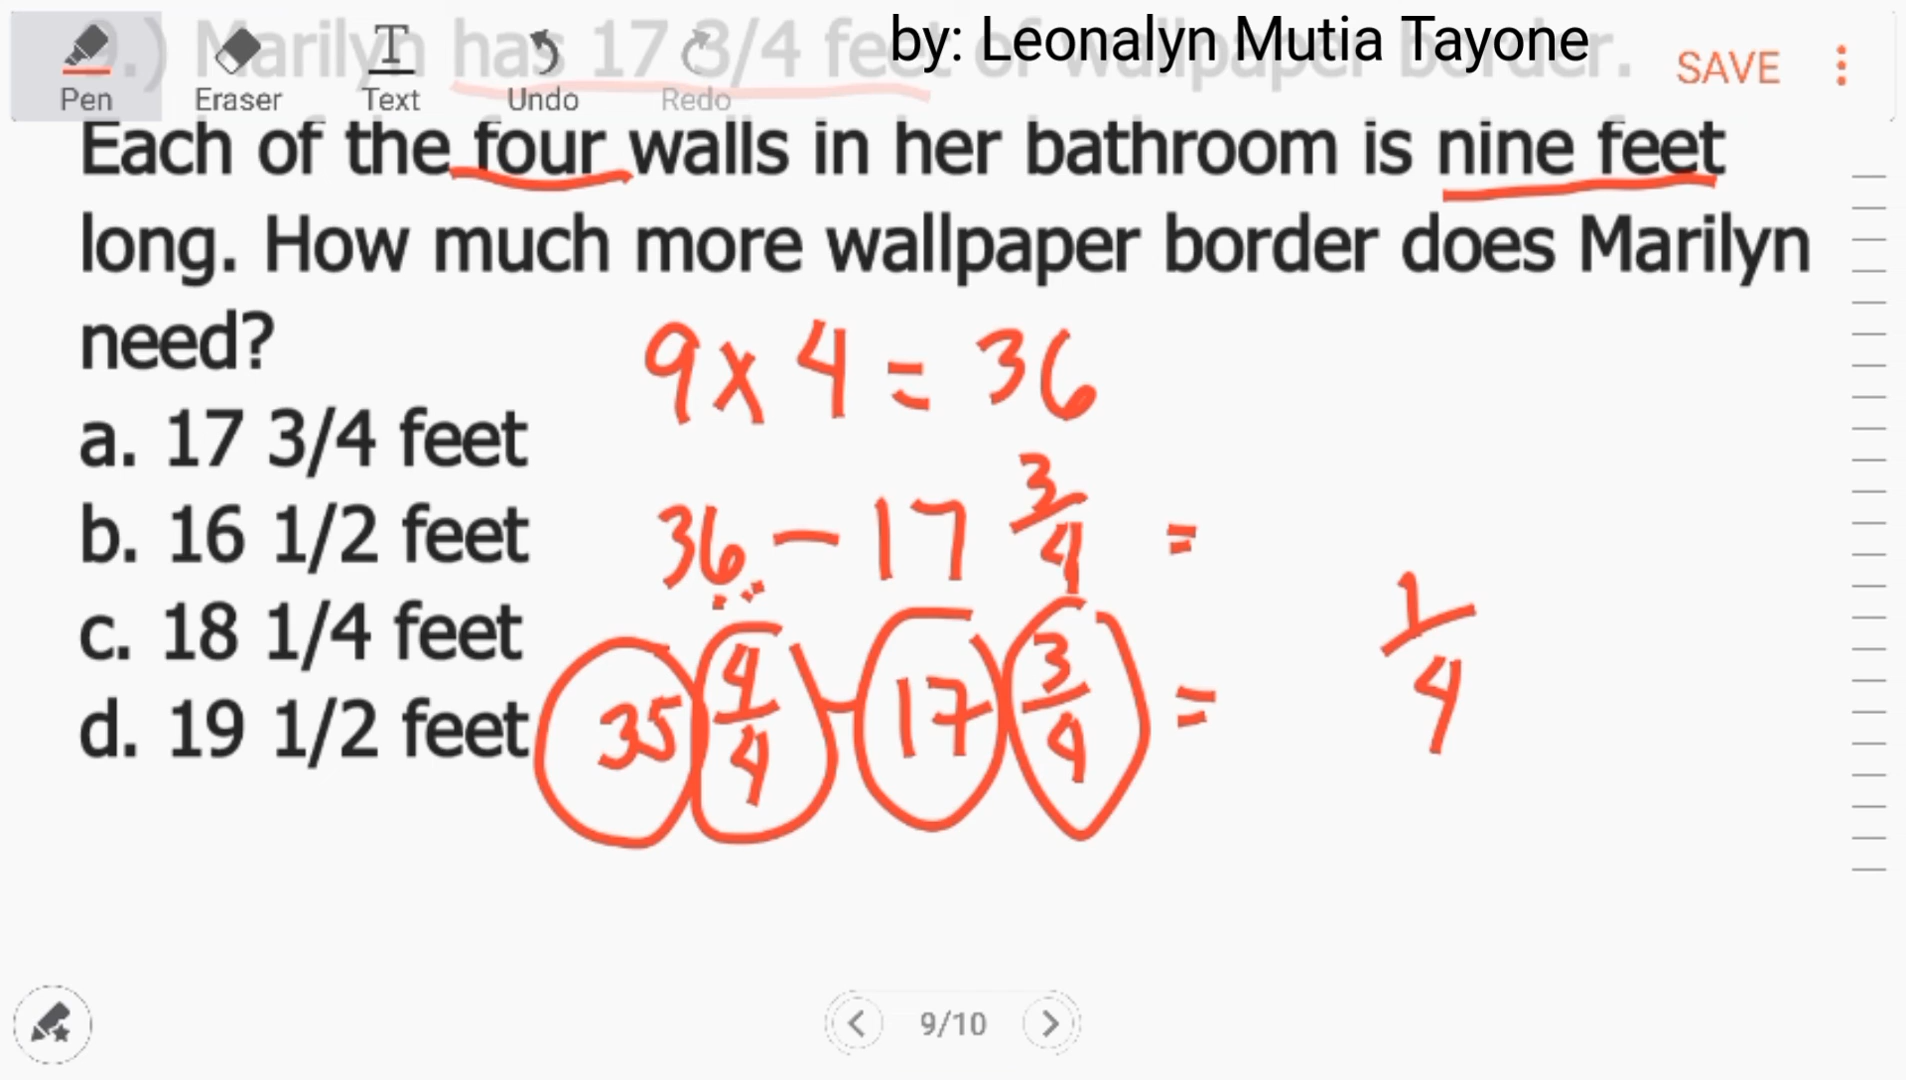 by: Leonalyn Mutia Tayone
9.) Marilyn has 17 3/4 feet of wallpaper border.
Pen Eraser Text Undo Redo SAVE
Each of the four walls in her bathroom is nine feet
long. How much more wallpaper border does Marilyn
need?
9 x 4 = 36
a. 17 3/4 feet
b. 16 1/2 feet
36 - 17 3/4 =
c. 18 1/4 feet
d. 19 1/2 feet
35 4/4 - 17 3/4 = 1/4
9/10